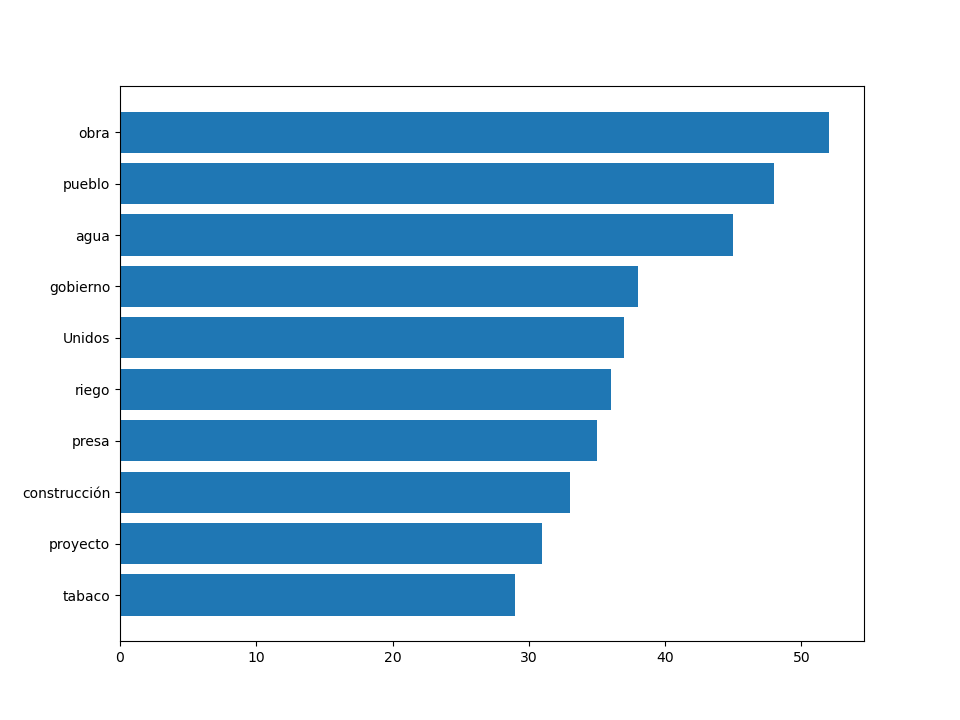 obra
pueblo
agua
gobierno
Unidos
riego
presa
construcción
proyecto
tabaco
0 10 20 30 40 50